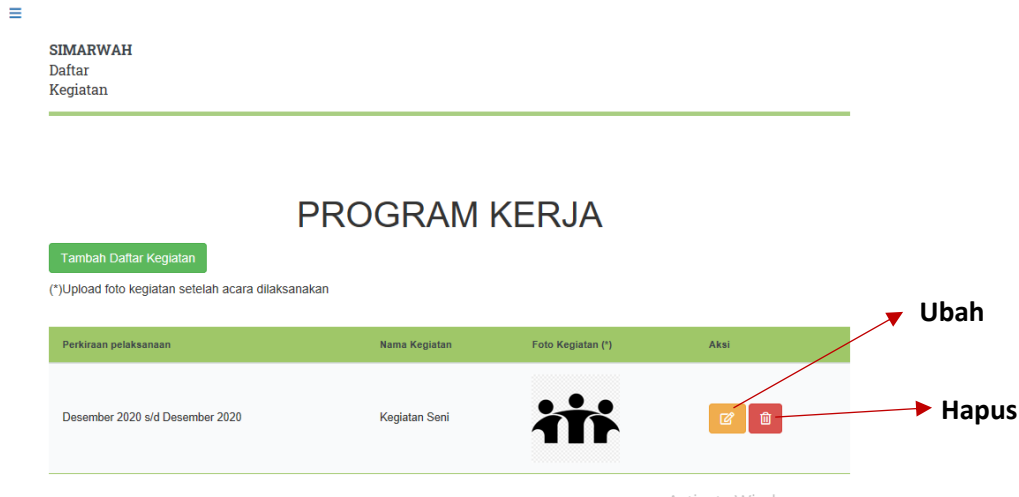 SIMARWAH
Daftar
Kegiatan
PROGRAM KERJA
Tambah Daftar Kegiatan
(*)Upload foto kegiatan setelah acara dilaksanakan
Ubah
Perkiraan pelaksanaan Nama Kegiatan Foto Kegiatan (*) Aksi
Desember 2020 s/d Desember 2020 Kegiatan Seni
Hapus